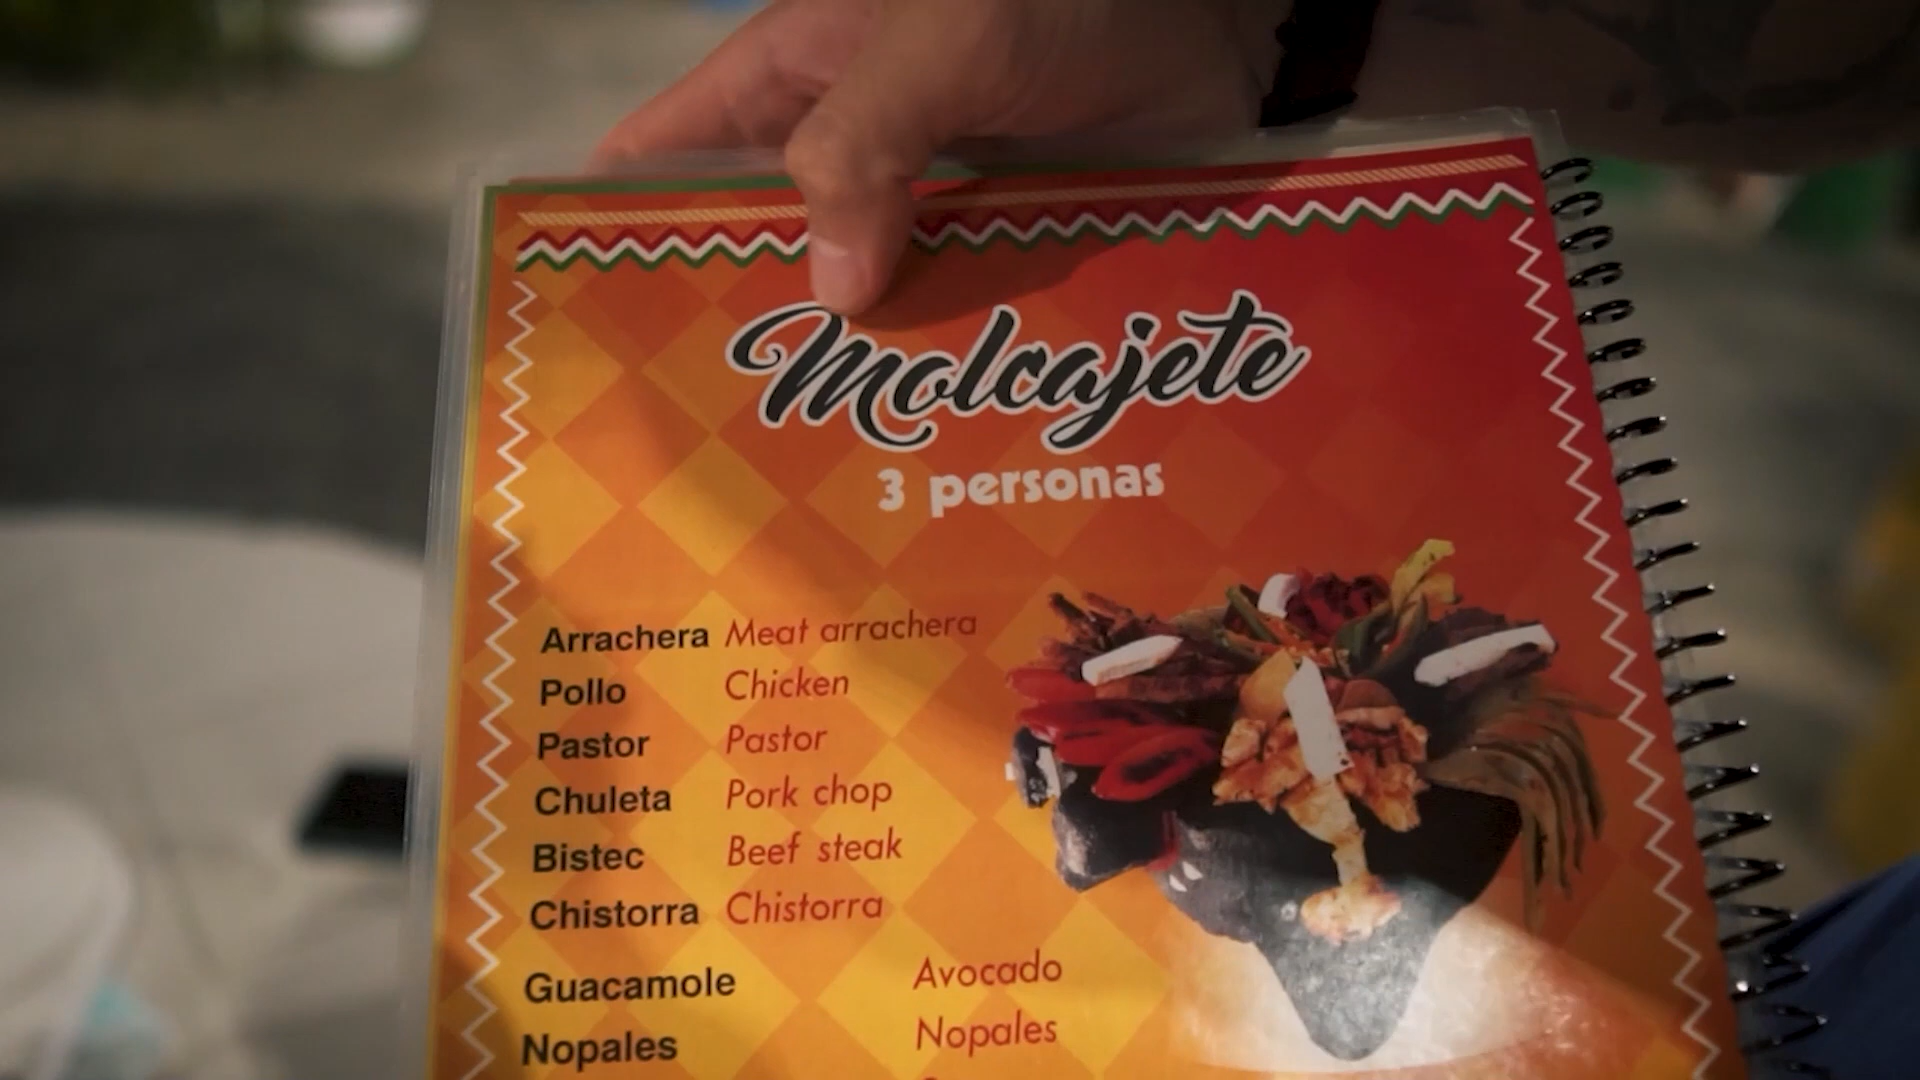 Molcajete
3 personas
Arrachera Meat arrachera
Pollo Chicken
Pastor Pastor
Chuleta Pork chop
Bistec Beef steak
Chistorra Chistorra
Guacamole Avocado
Nopales Nopales